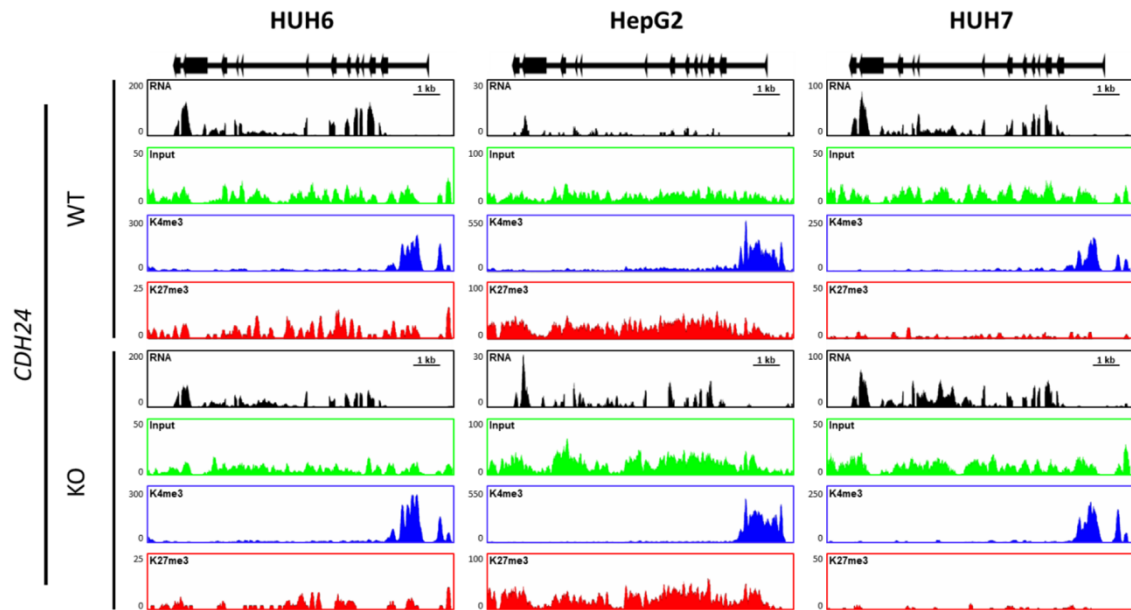 HUH6 HepG2 HUH7
CDH24
WT
200 RNA 1 kb 30 RNA 1 kb 100 RNA 1 kb
0 0 0
50 Input 100 Input 50 Input
0 0 0
300 K4me3 550 K4me3 250 K4me3
0 0 0
25 K27me3 100 K27me3 50 K27me3
0 0 0
KO
200 RNA 1 kb 30 RNA 1 kb 100 RNA 1 kb
0 0 0
50 Input 100 Input 50 Input
0 0 0
300 K4me3 550 K4me3 250 K4me3
0 0 0
25 K27me3 100 K27me3 50 K27me3
0 0 0